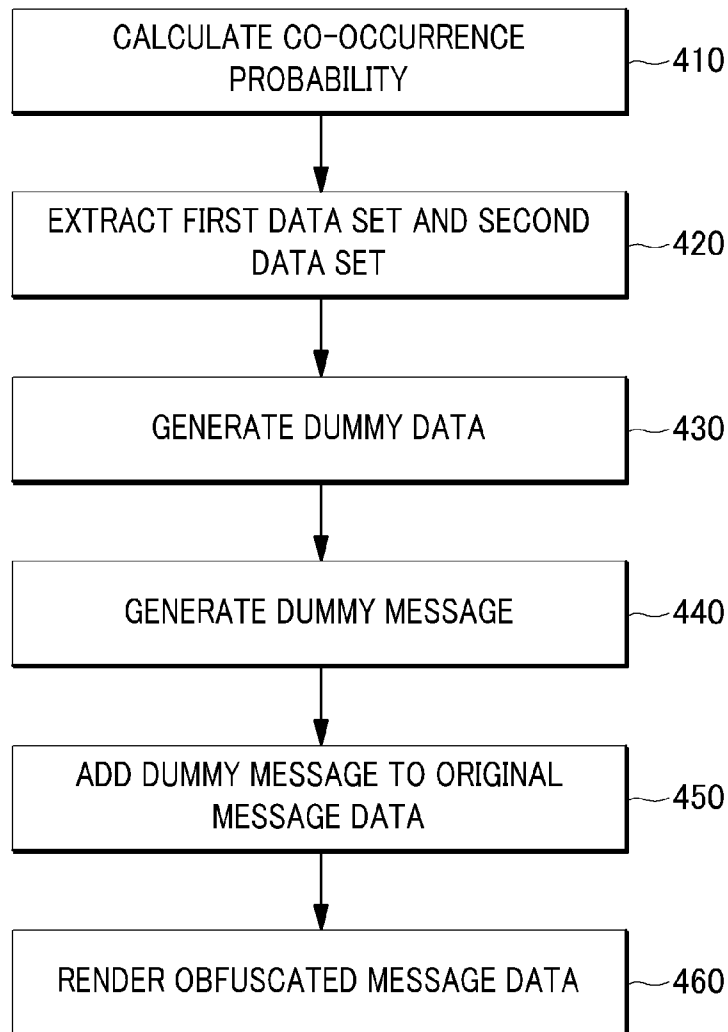 CALCULATE CO-OCCURRENCE
PROBABILITY
410
EXTRACT FIRST DATA SET AND SECOND
DATA SET
420
GENERATE DUMMY DATA
430
GENERATE DUMMY MESSAGE
440
ADD DUMMY MESSAGE TO ORIGINAL
MESSAGE DATA
450
RENDER OBFUSCATED MESSAGE DATA
460